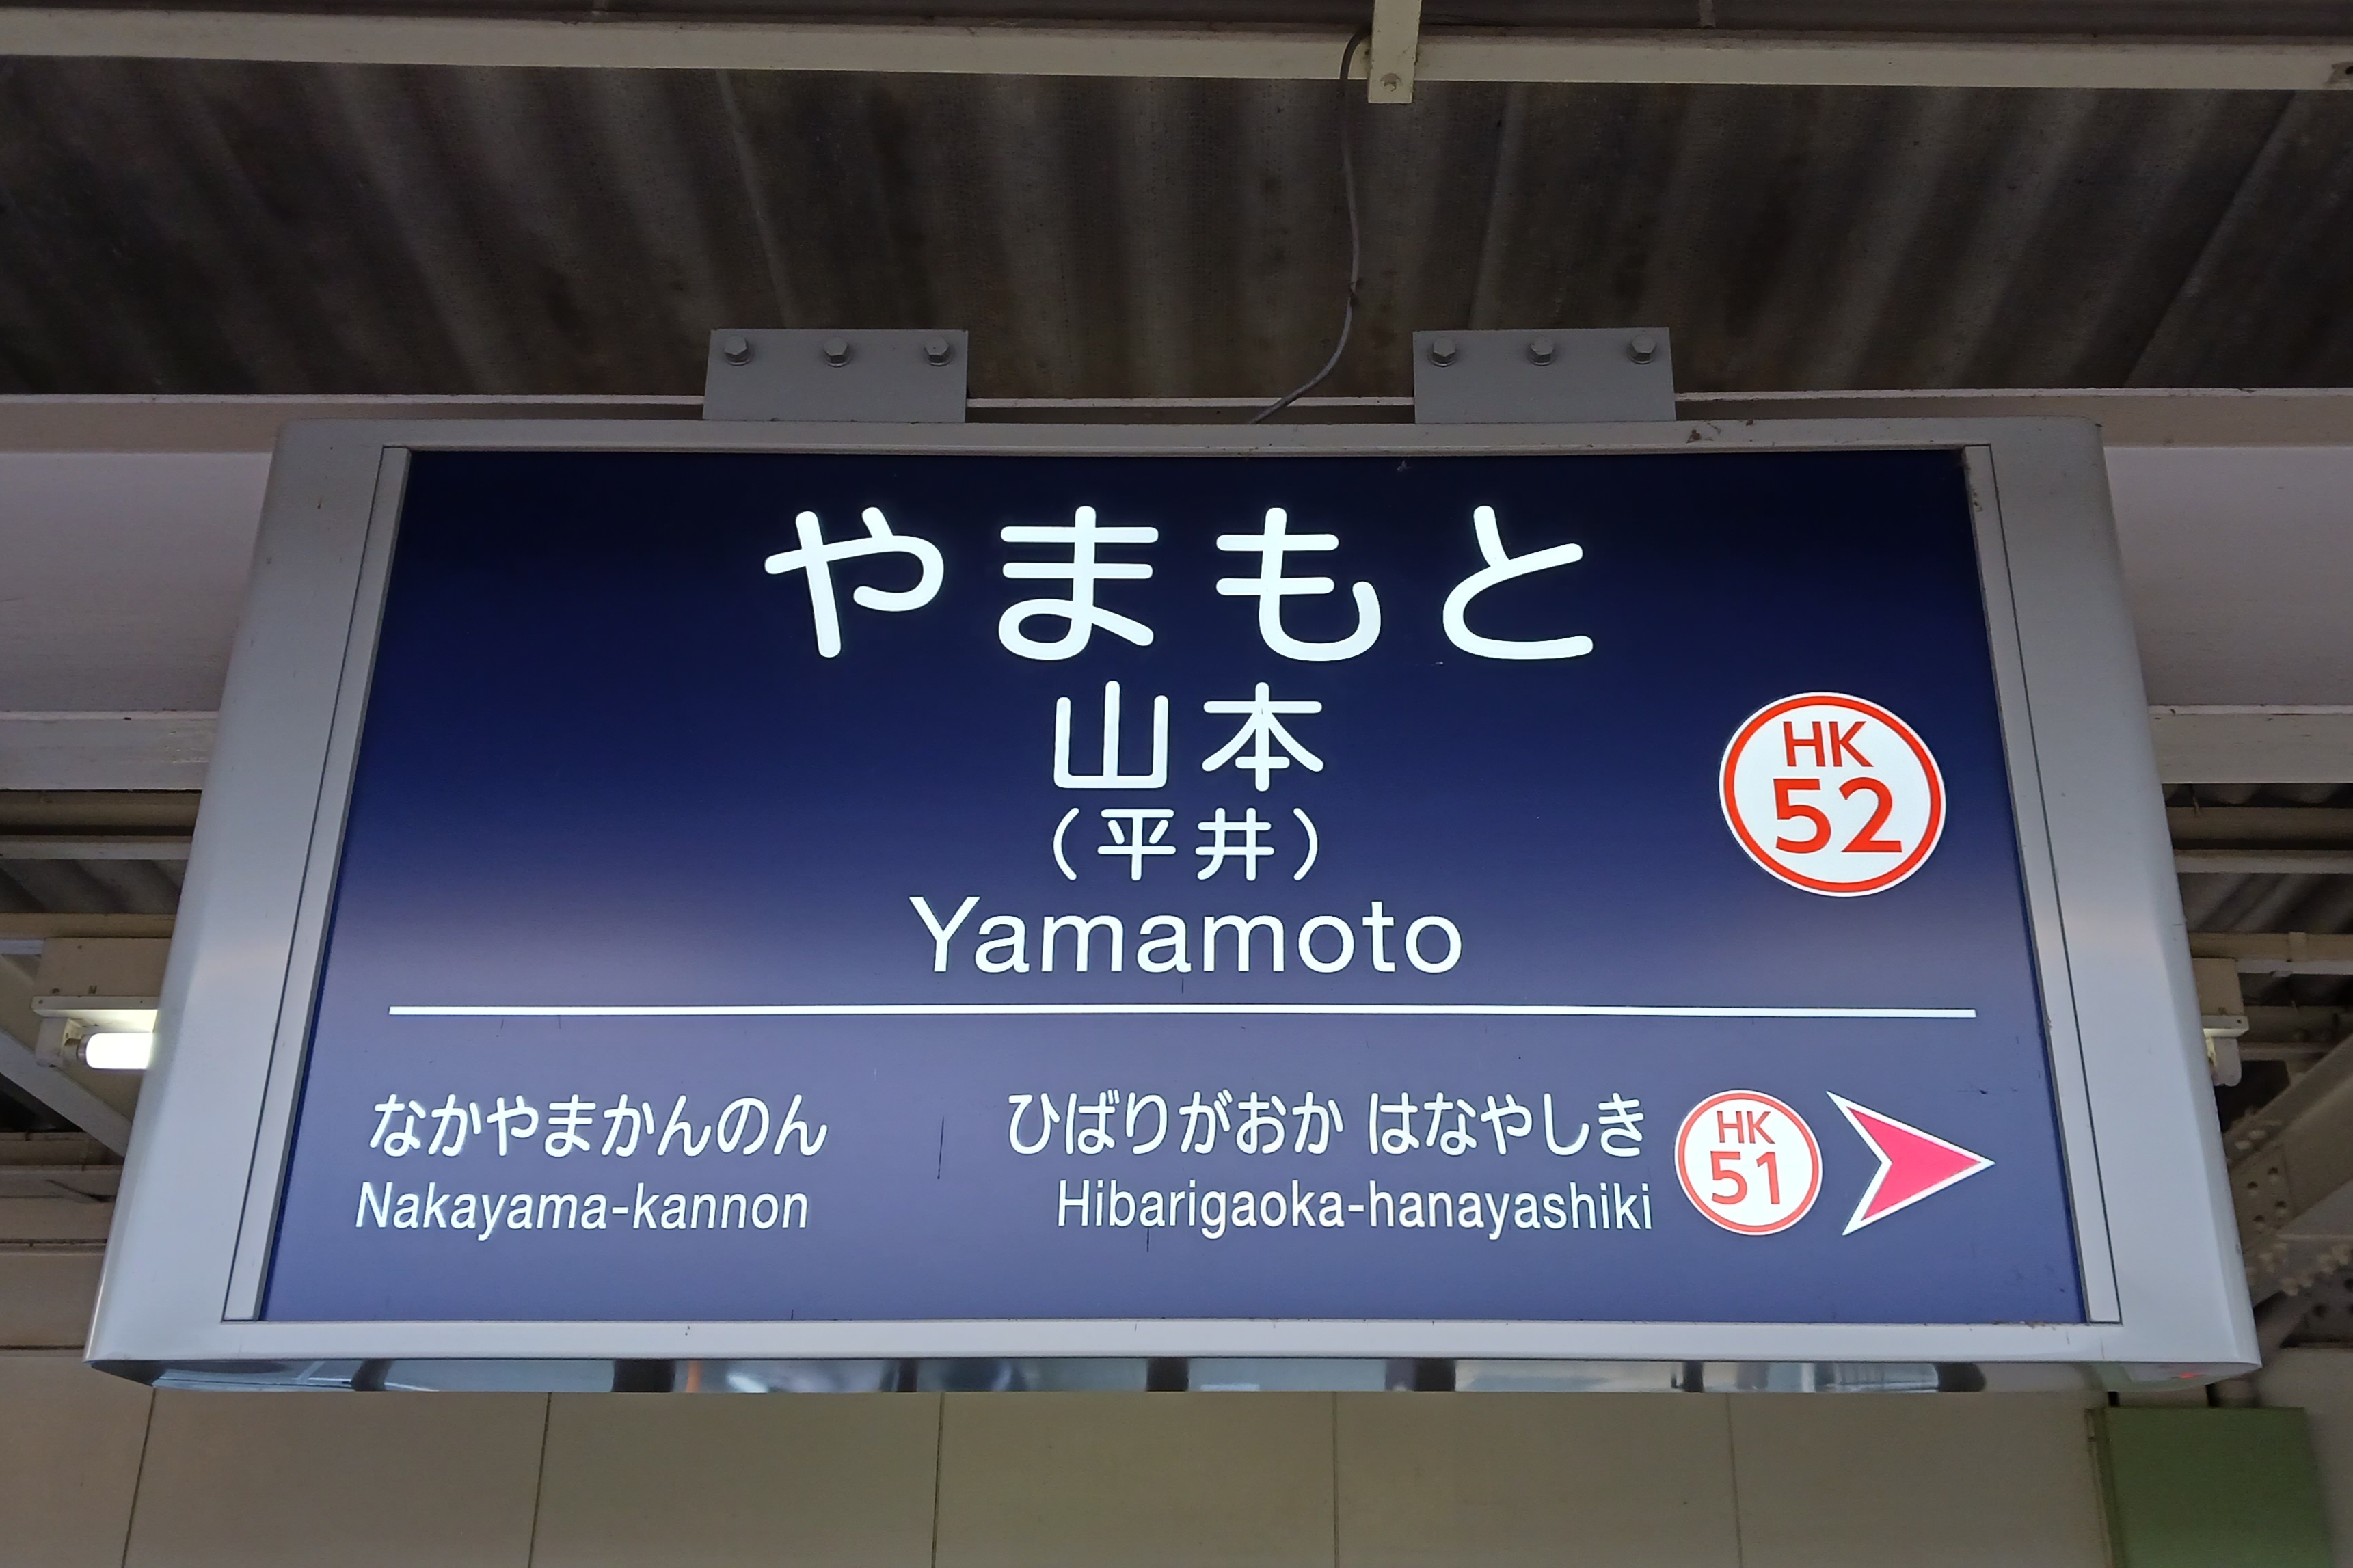 やまもと
山本
（平井）
Yamamoto
HK
52
なかやまかんのん
Nakayama-kannon
ひばりがおか はなやしき
Hibarigaoka-hanayashiki
HK
51